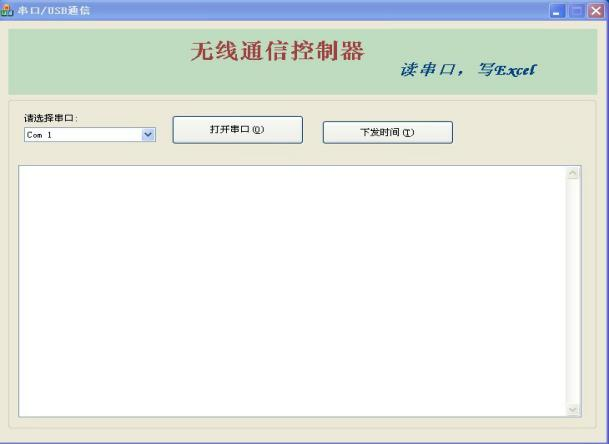 串口/USB通信
无线通信控制器
读串口，写Excel
请选择串口:
Com 1
打开串口(O)
下发时间(T)